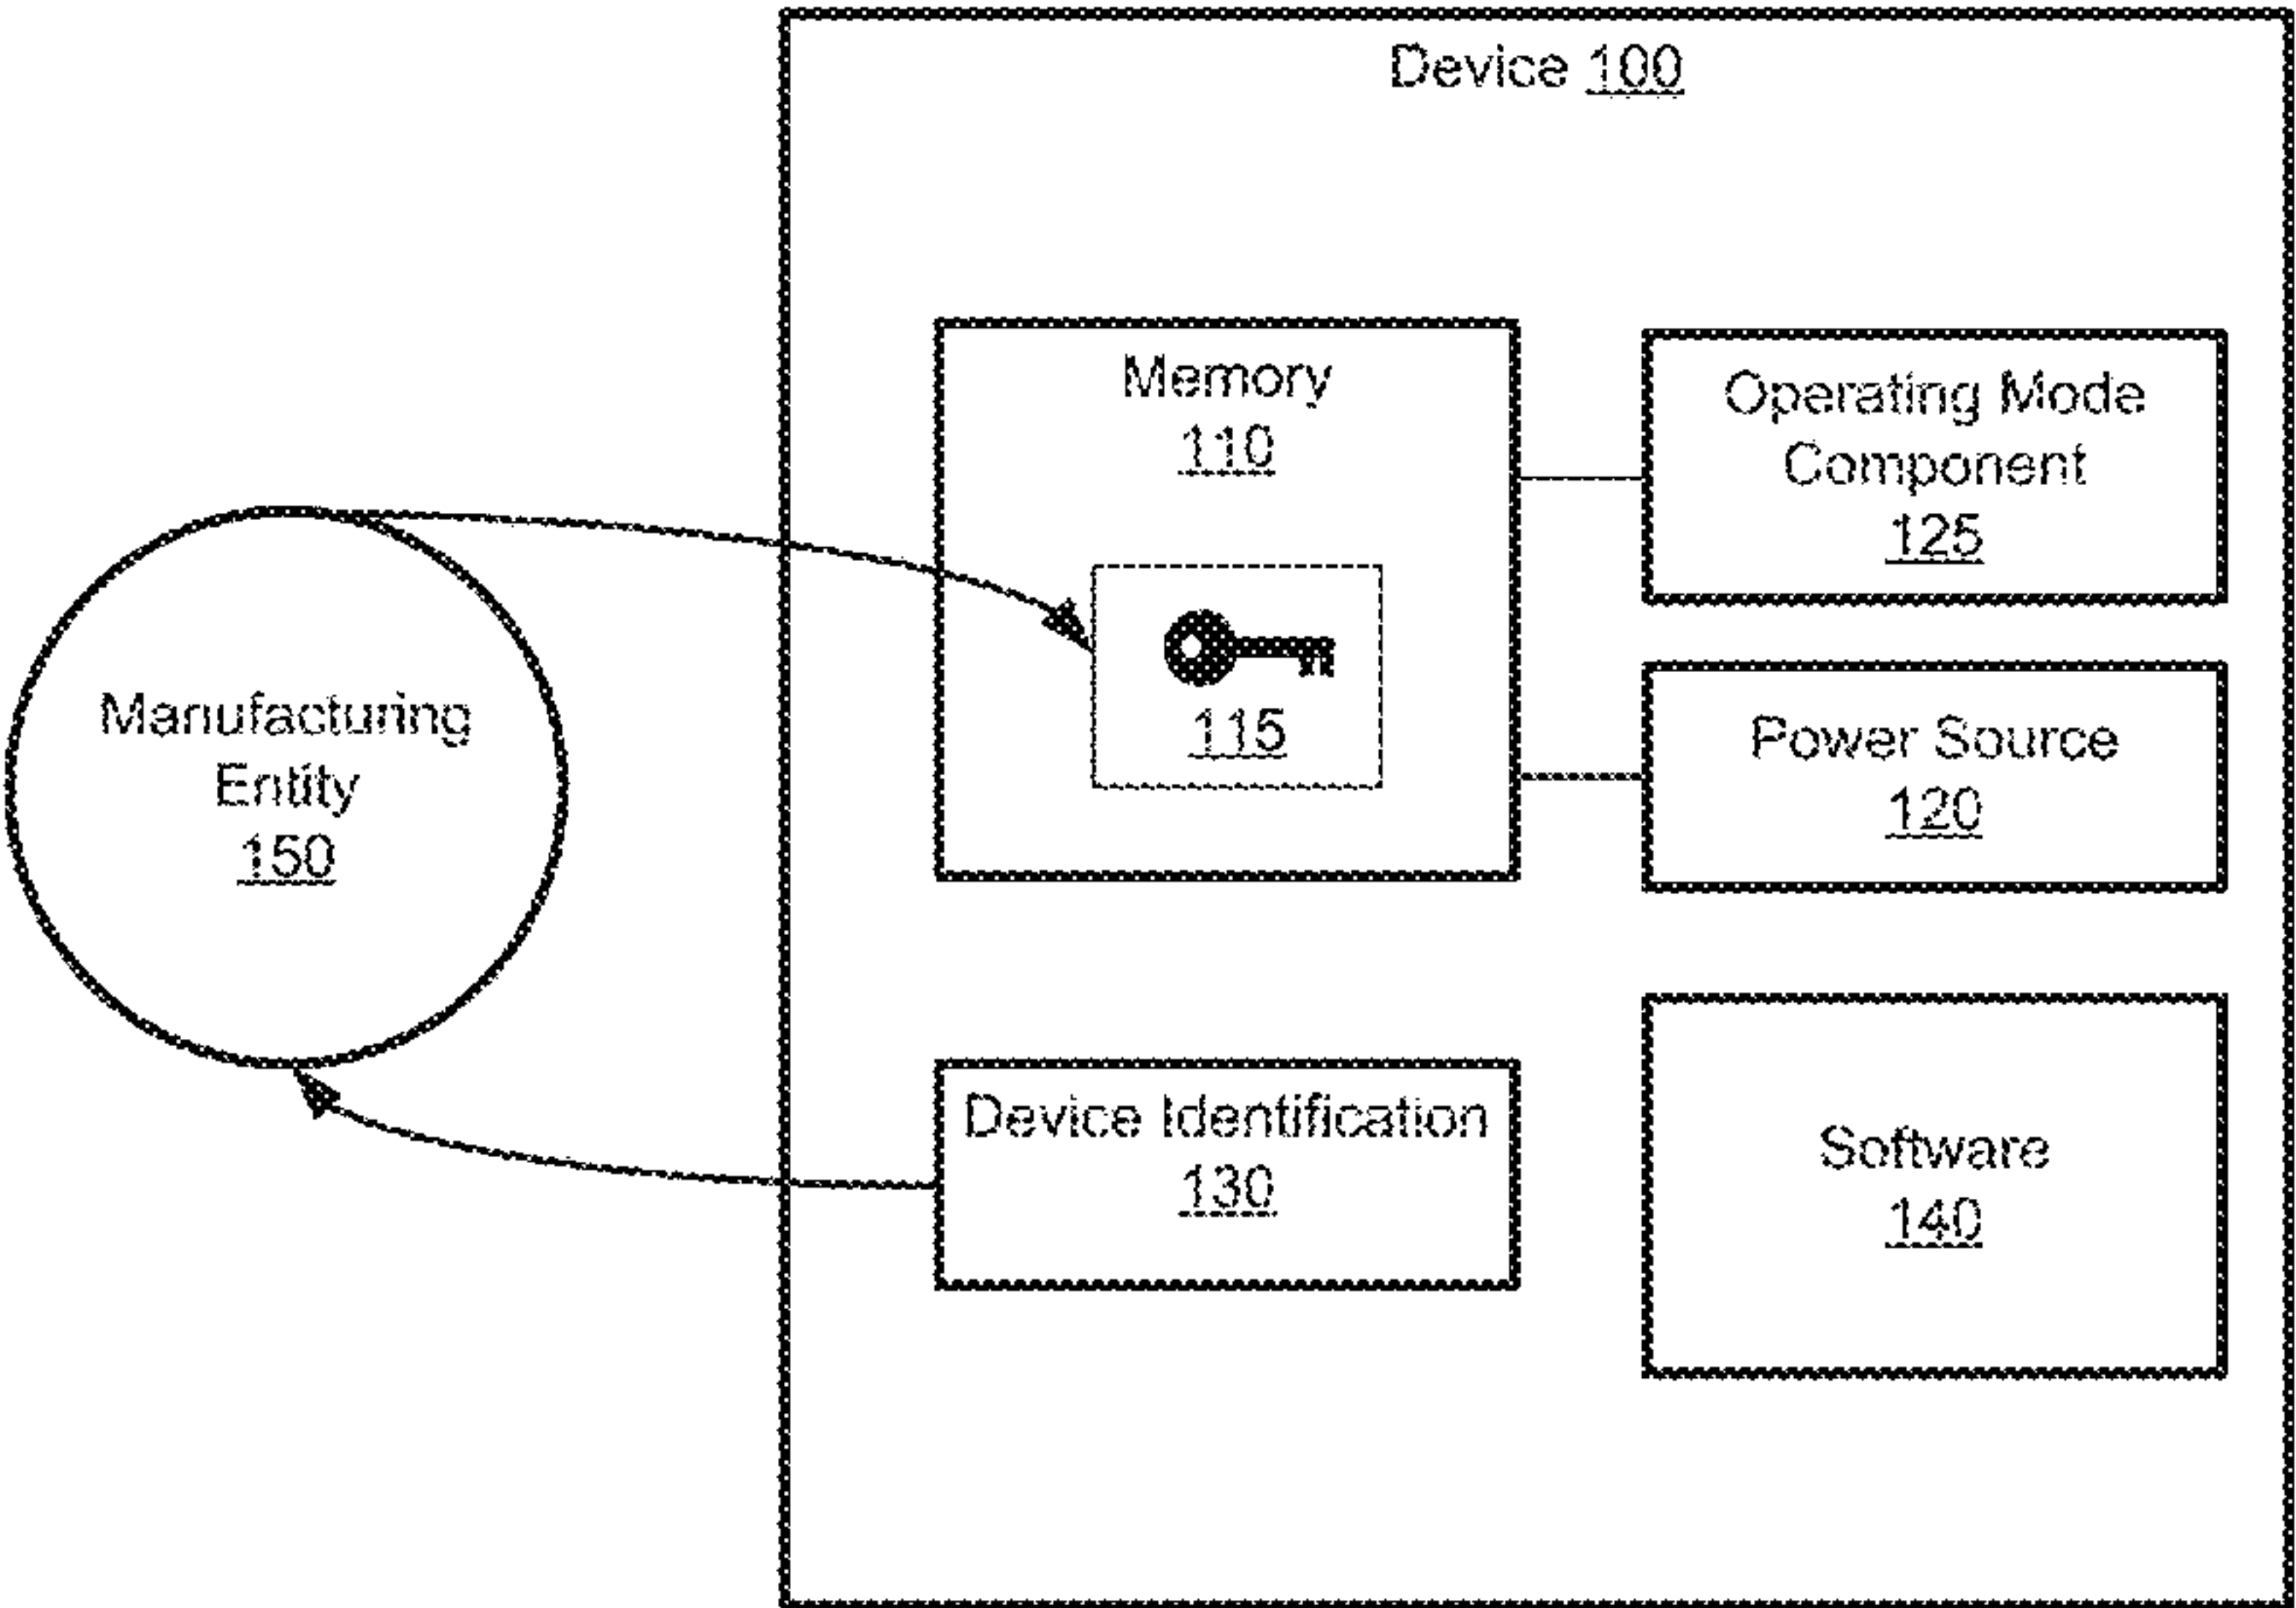 Device 100
Memory
110
Operating Mode
Component
125
115
Manufacturing
Entity
150
Power Source
120
Device Identification
130
Software
140